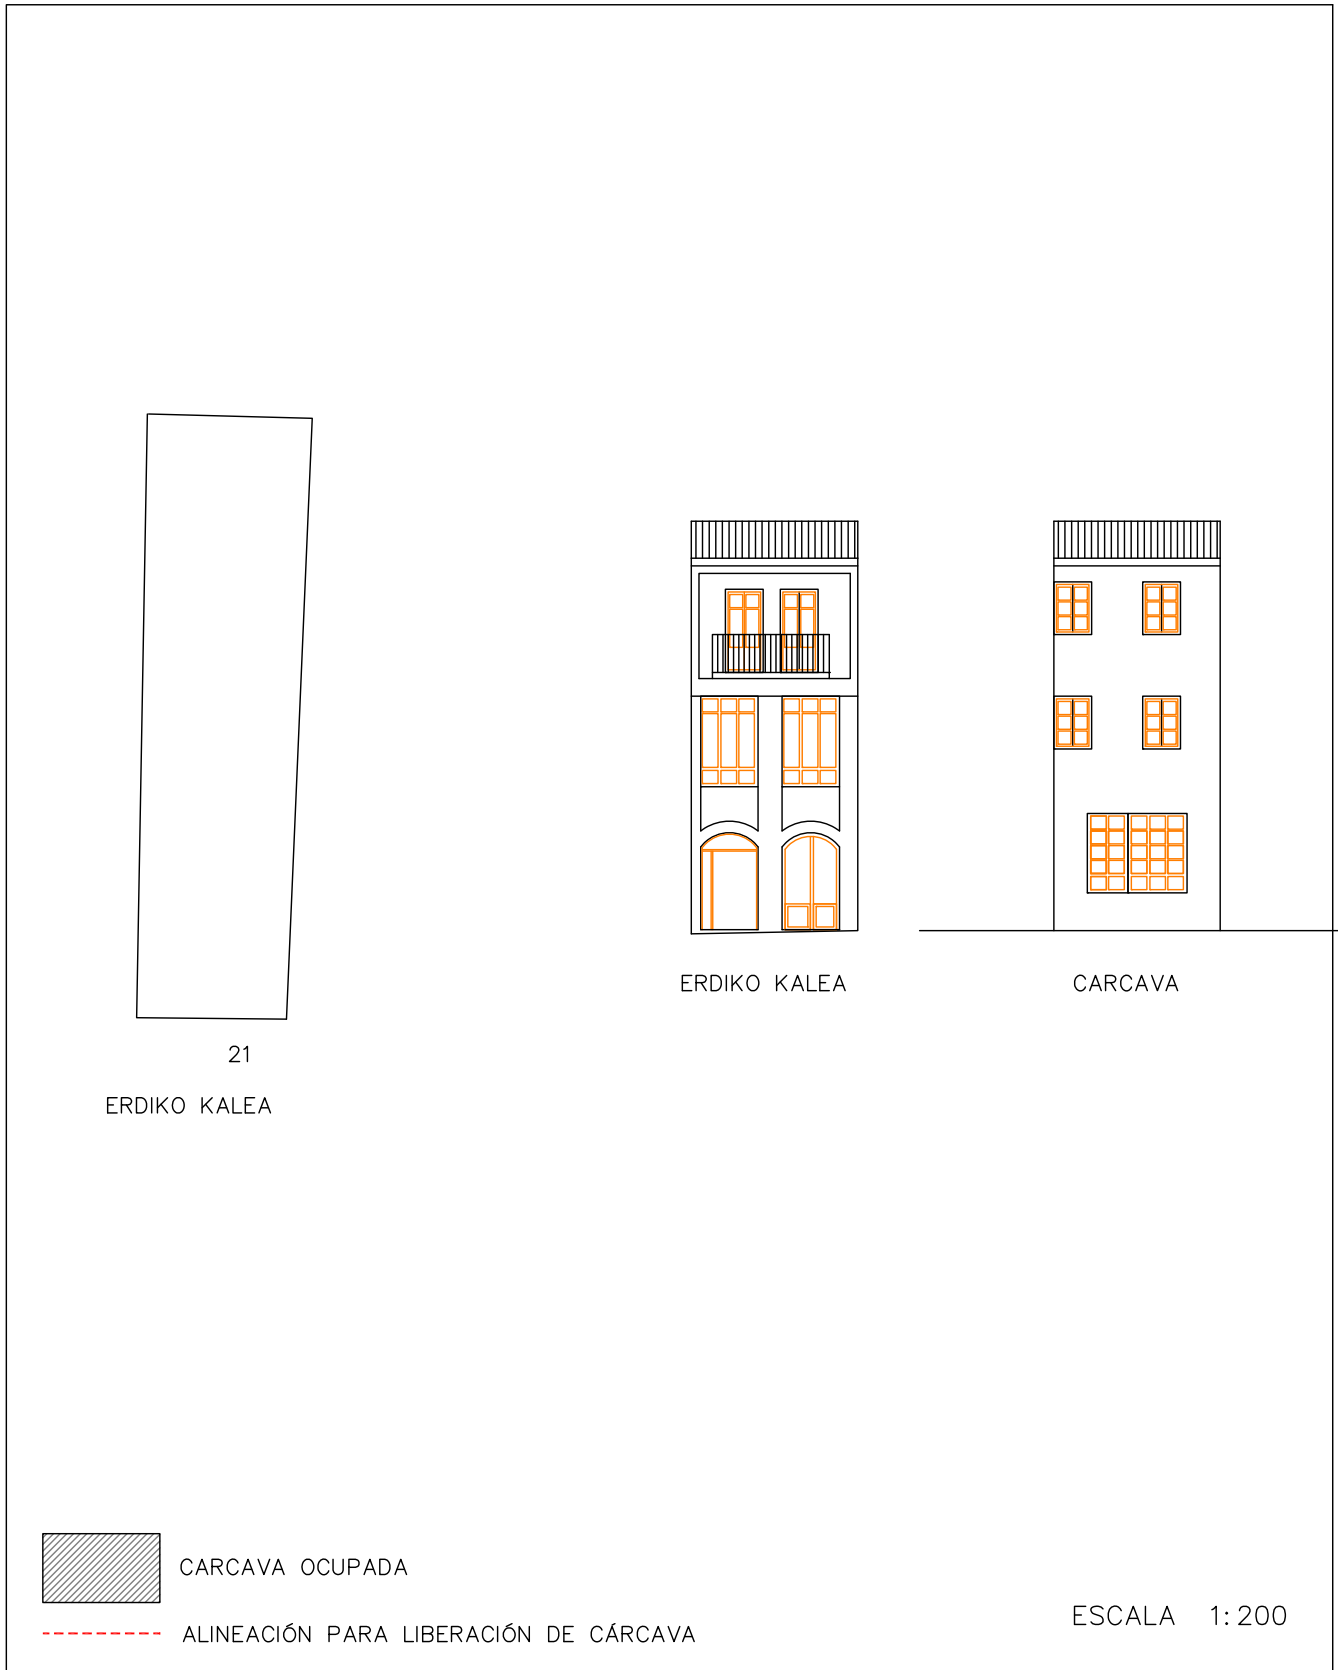 ERDIKO KALEA
CARCAVA
21
ERDIKO KALEA
CARCAVA OCUPADA
ALINEACIÓN PARA LIBERACIÓN DE CÁRCAVA
ESCALA 1:200